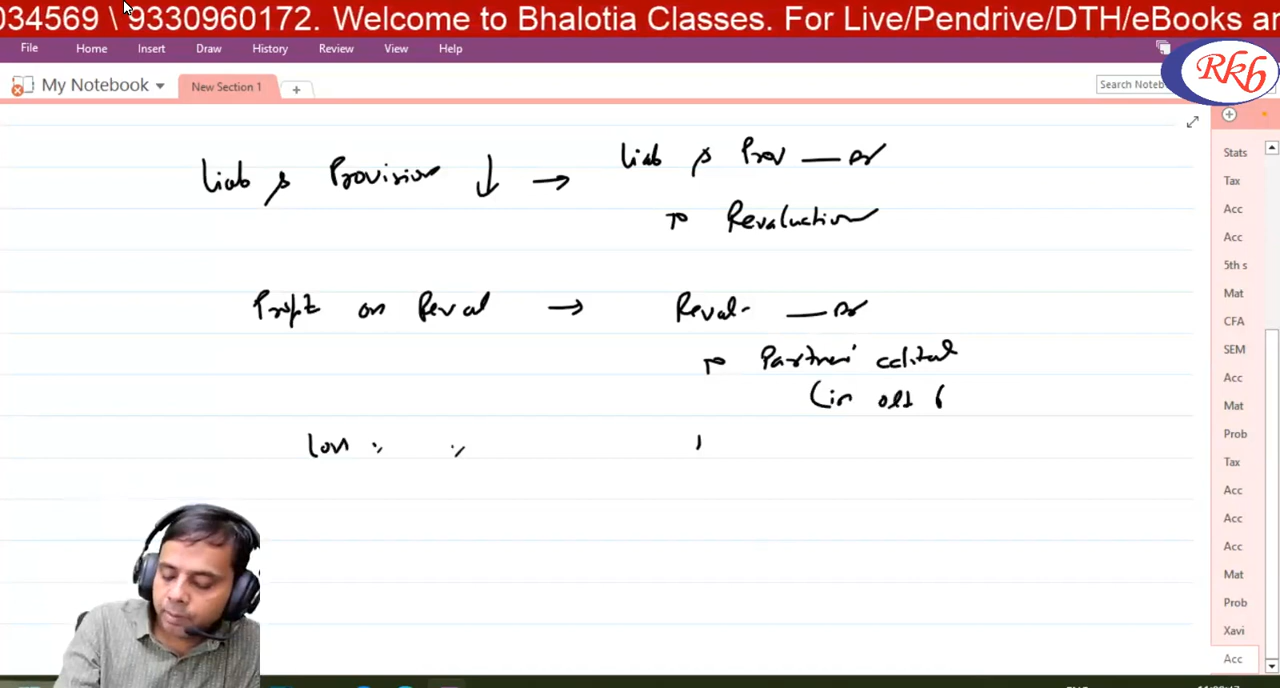 034569 \ 9330960172. Welcome to Bhalotia Classes. For Live/Pendrive/DTH/eBooks an
File Home Insert Draw History Review View Help
Rkb
My Notebook New Section 1 + Search Noteb
Liab & Provision ↓ → Liab & Prov — Dr
To Revaluation
Profit on Reval → Reval. — Dr
To Partners' capital
(in old
Loss " "
Stats
Tax
Acc
Acc
5th s
Mat
CFA
SEM
Acc
Mat
Prob
Tax
Acc
Acc
Acc
Mat
Prob
Xavi
Acc